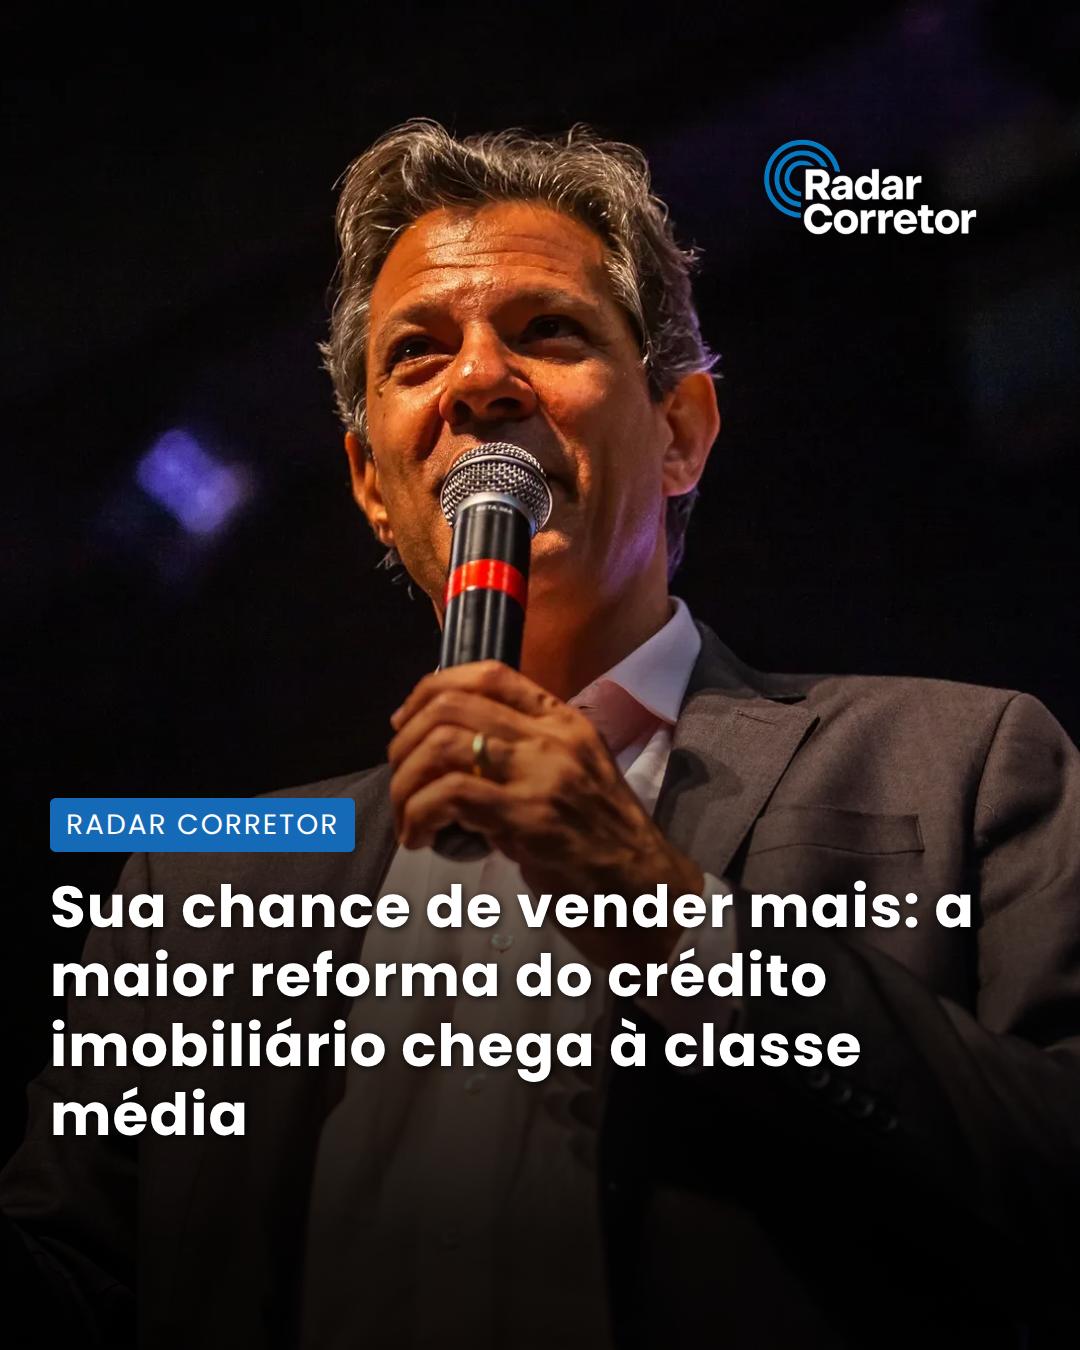 Radar
Corretor
RADAR CORRETOR
Sua chance de vender mais: a
maior reforma do crédito
imobiliário chega à classe
média